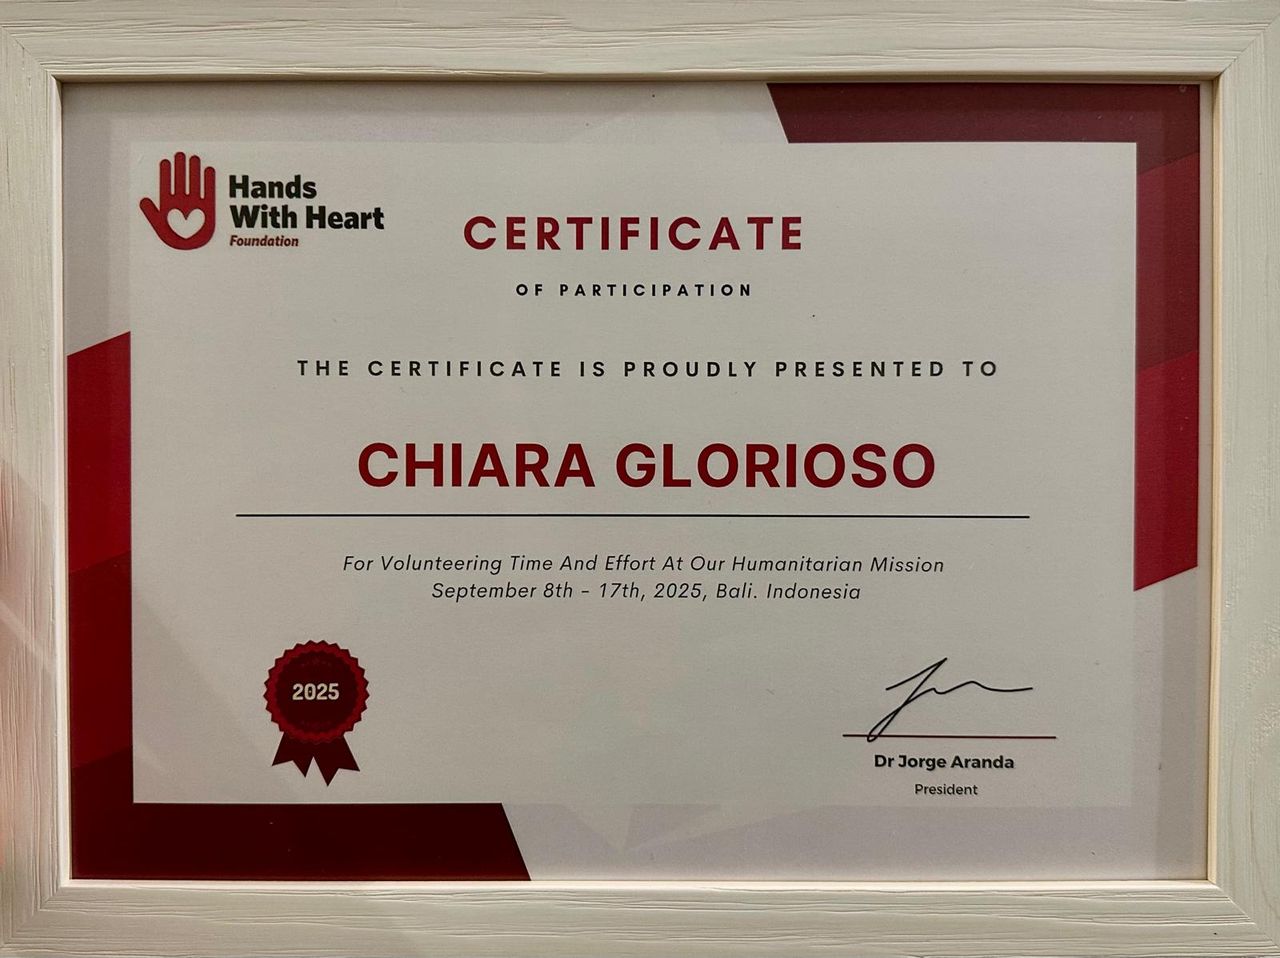 Hands
With Heart
Foundation
CERTIFICATE
OF PARTICIPATION
THE CERTIFICATE IS PROUDLY PRESENTED TO
CHIARA GLORIOSO
For Volunteering Time And Effort At Our Humanitarian Mission
September 8th - 17th, 2025, Bali. Indonesia
2025
Dr Jorge Aranda
President